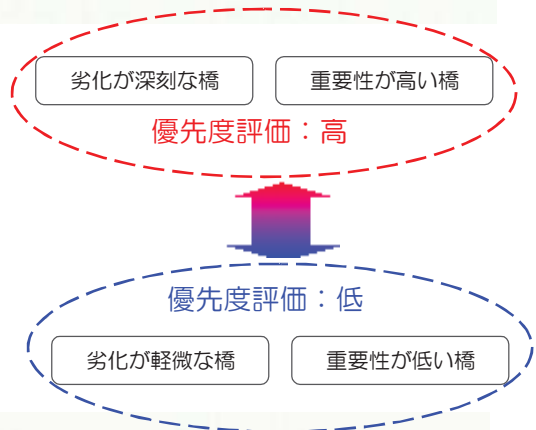 劣化が深刻な橋 重要性が高い橋
優先度評価：高
優先度評価：低
劣化が軽微な橋 重要性が低い橋